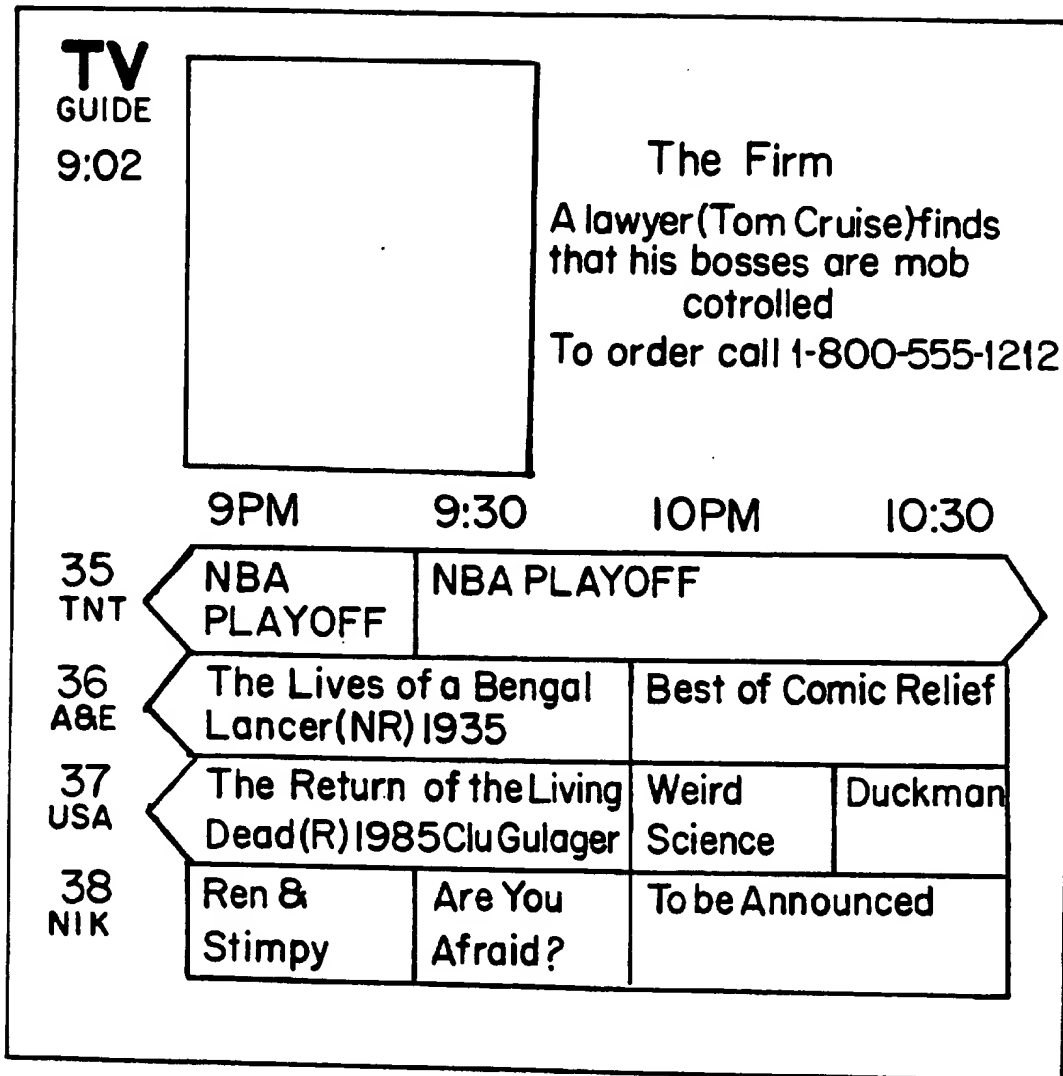 TV
GUIDE
9:02
The Firm
A lawyer(Tom Cruise)finds
that his bosses are mob
cotrolled
To order call 1-800-555-1212
9PM 9:30 10PM 10:30
35
TNT
NBA
PLAYOFF
NBA PLAYOFF
36
A&E
The Lives of a Bengal
Lancer(NR)1935
Best of Comic Relief
37
USA
The Return of the Living
Dead(R)1985 Clu Gulager
Weird
Science
Duckman
38
NIK
Ren &
Stimpy
Are You
Afraid?
To be Announced